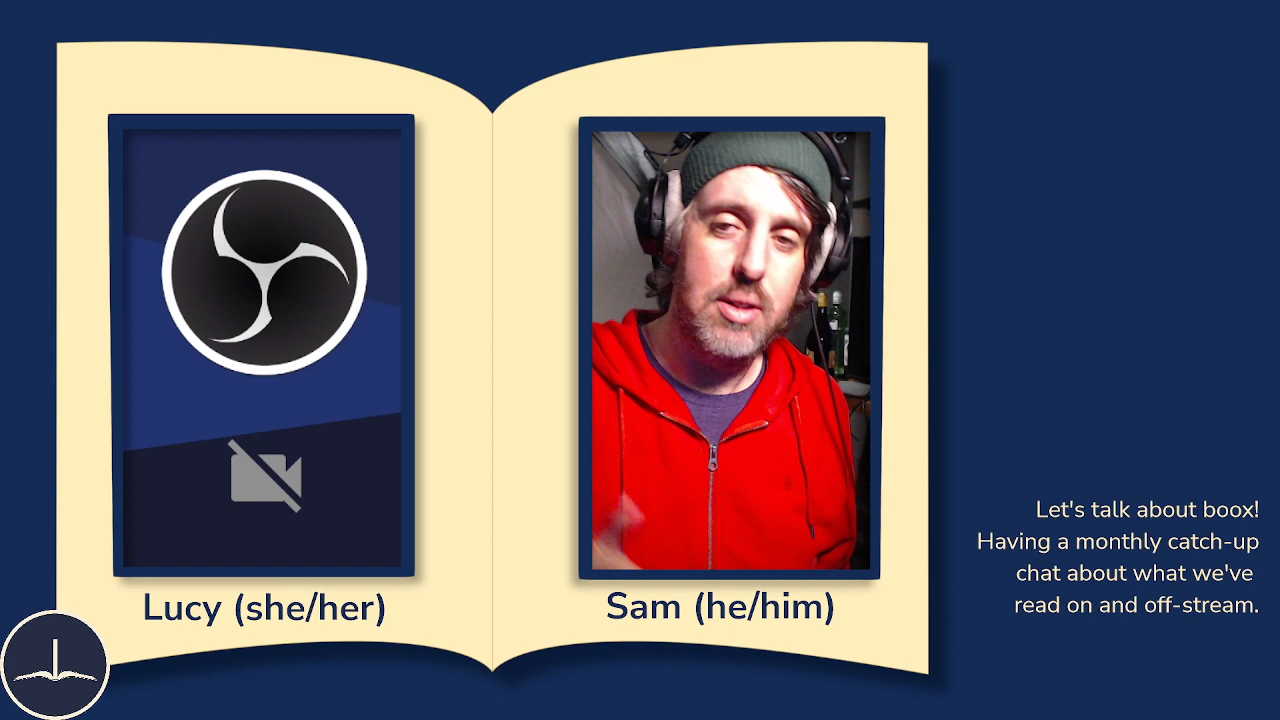 Lucy (she/her)
Sam (he/him)
Let's talk about boox!
Having a monthly catch-up
chat about what we've
read on and off-stream.